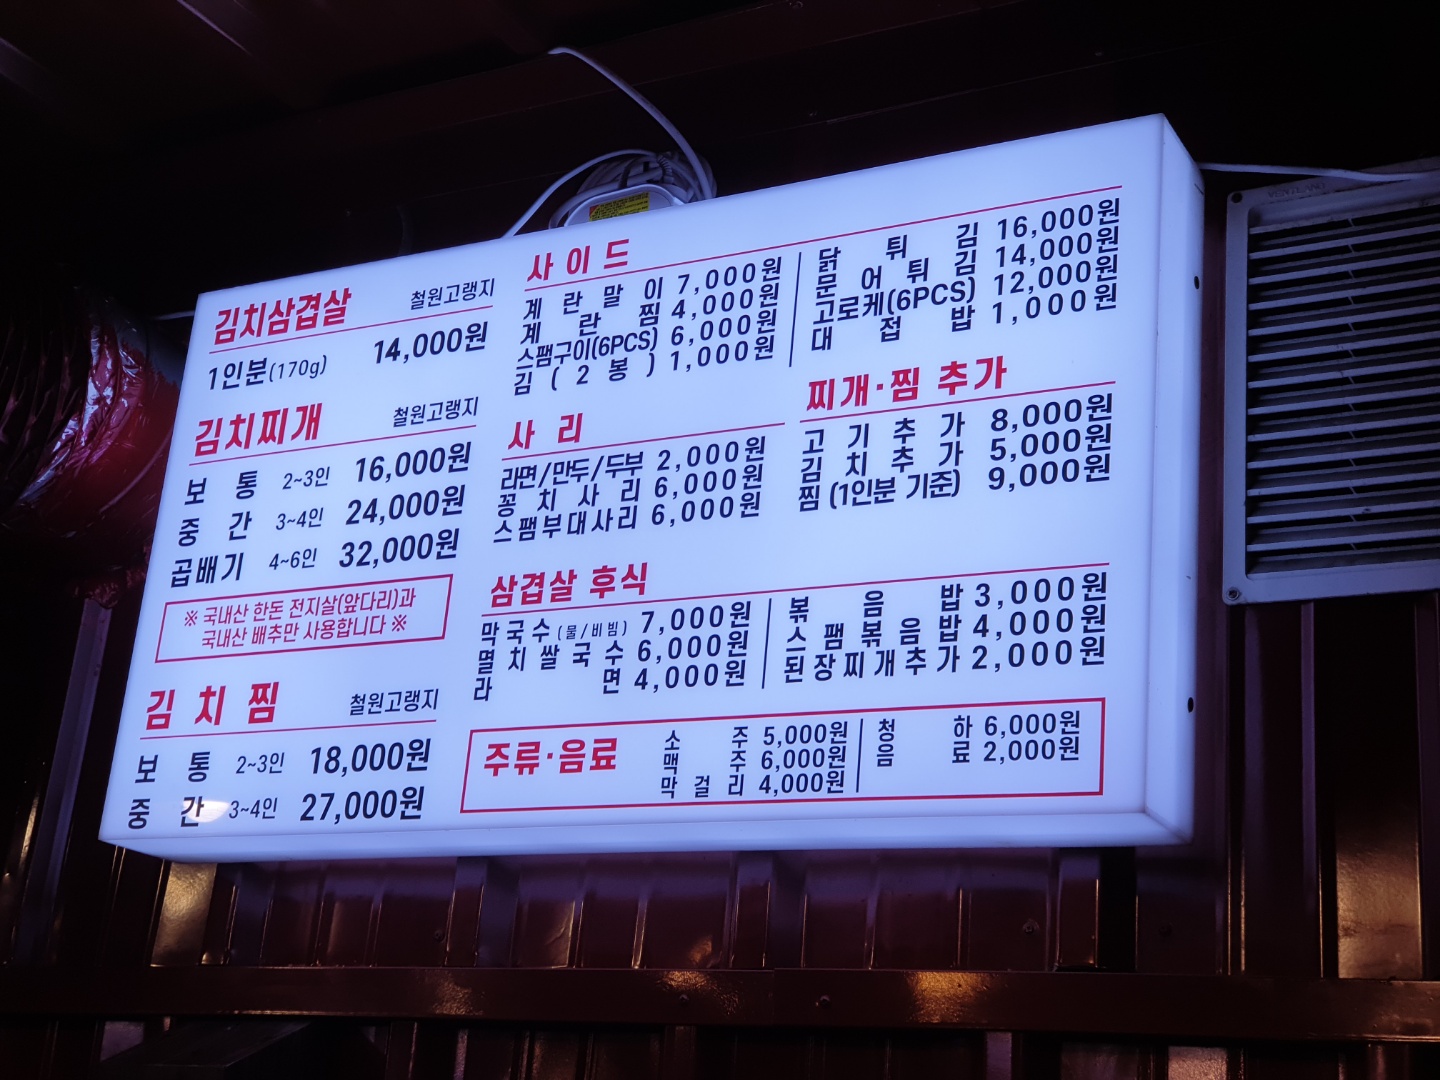 김치삼겹살 철원고랭지
1인분(170g) 14,000원
김치찌개 철원고랭지
보통 2~3인 16,000원
중간 3~4인 24,000원
곱배기 4~6인 32,000원
※ 국내산 한돈 전지살(앞다리)과
국내산 배추만 사용합니다 ※
김치찜 철원고랭지
보통 2~3인 18,000원
중간 3~4인 27,000원
사이드
계란말이 7,000원
계란찜 4,000원
스팸구이(6PCS) 6,000원
김(2봉) 1,000원
닭튀김 16,000원
문어튀김 14,000원
고로케(6PCS) 12,000원
대접밥 1,000원
사리
라면/만두/두부 2,000원
꽁치사리 6,000원
스팸부대사리 6,000원
찌개·찜 추가
고기추가 8,000원
김치추가 5,000원
찜(1인분 기준) 9,000원
삼겹살 후식
막국수(물/비빔) 7,000원
멸치쌀국수 6,000원
라면 4,000원
볶음밥 3,000원
스팸볶음밥 4,000원
된장찌개추가 2,000원
주류·음료
소주 5,000원
맥주 6,000원
막걸리 4,000원
청하 6,000원
음료 2,000원